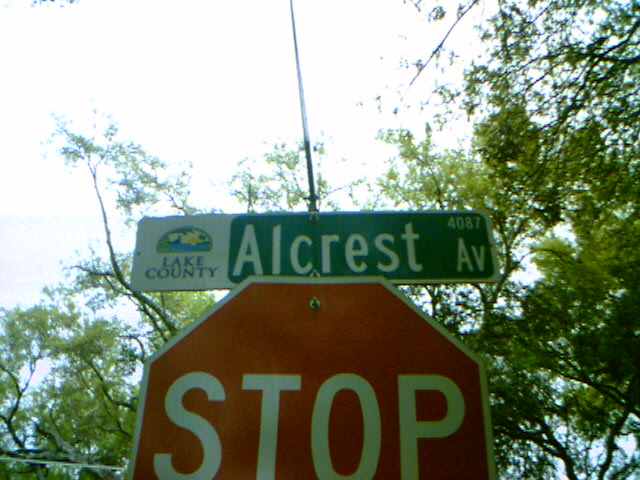 4087
LAKE
COUNTY
Alcrest Av
STOP